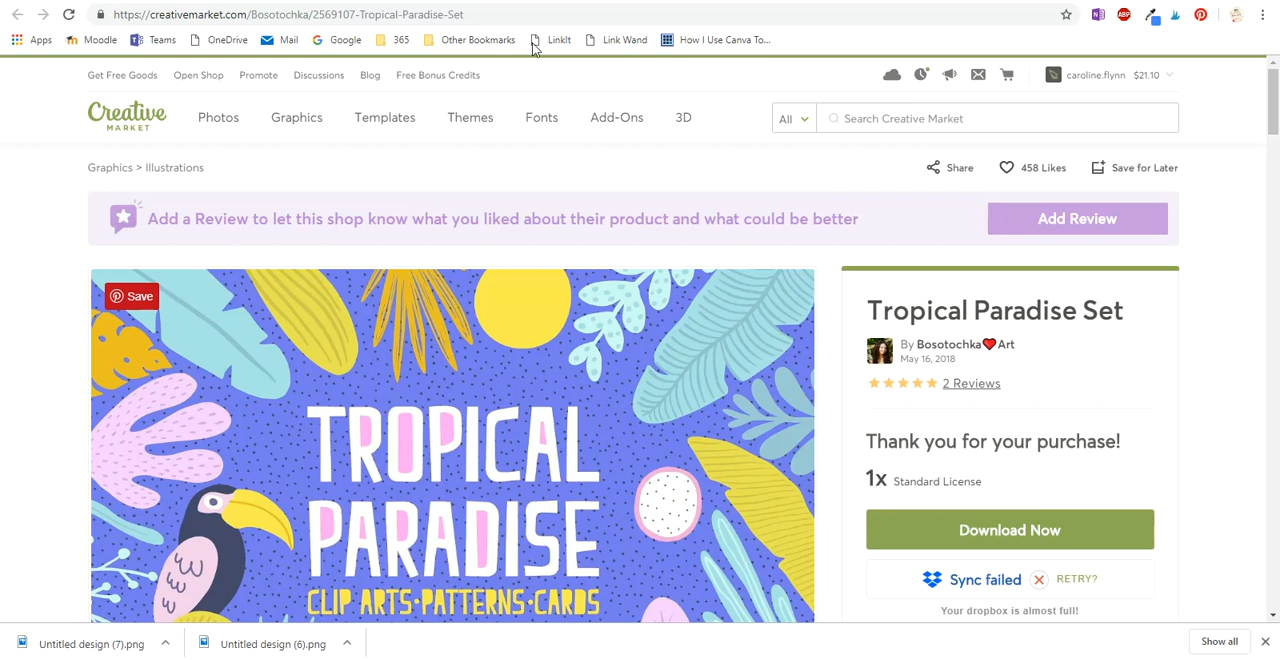 https://creativemarket.com/Bosotochka/2569107-Tropical-Paradise-Set
Apps Moodle Teams OneDrive Mail Google 365 Other Bookmarks LinkIt Link Wand How I Use Canva To...
Get Free Goods Open Shop Promote Discussions Blog Free Bonus Credits caroline.flynn $21.10
Creative
MARKET
Photos Graphics Templates Themes Fonts Add-Ons 3D All Search Creative Market
Graphics > Illustrations Share 458 Likes Save for Later
Add a Review to let this shop know what you liked about their product and what could be better Add Review
Save
TROPICAL
PARADISE
CLIP ARTS•PATTERNS•CARDS
Tropical Paradise Set
By Bosotochka❤Art
May 16, 2018
2 Reviews
Thank you for your purchase!
1x Standard License
Download Now
Sync failed RETRY?
Your dropbox is almost full!
Untitled design (7).png Untitled design (6).png Show all